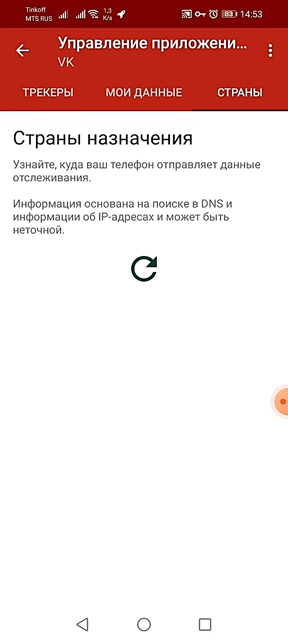 Tinkoff
MTS RUS
1,3
K/s
83
14:53
Управление приложени...
VK
ТРЕКЕРЫ
МОИ ДАННЫЕ
СТРАНЫ
Страны назначения
Узнайте, куда ваш телефон отправляет данные
отслеживания.
Информация основана на поиске в DNS и
информации об IP-адресах и может быть
неточной.